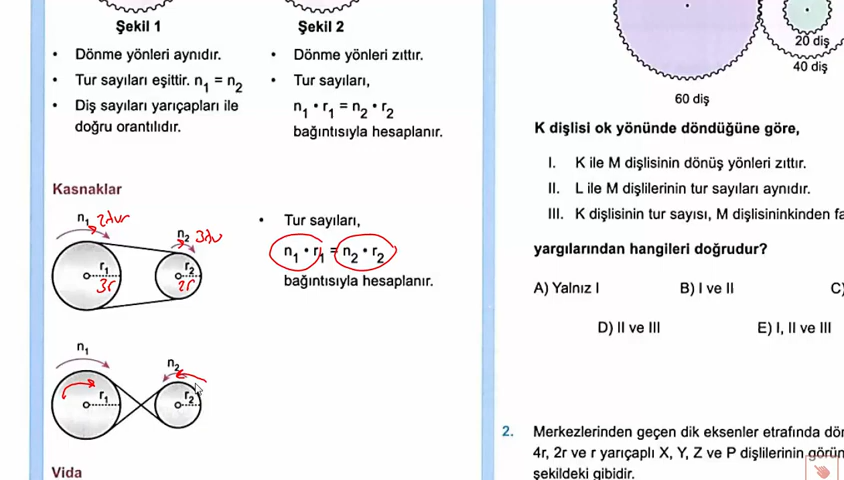 Şekil 1
Şekil 2
• Dönme yönleri aynıdır.
• Tur sayıları eşittir. n₁ = n₂
• Diş sayıları yarıçapları ile
doğru orantılıdır.
• Dönme yönleri zıttır.
• Tur sayıları,
n₁ • r₁ = n₂ • r₂
bağıntısıyla hesaplanır.
Kasnaklar
n₁ 2tur
n₂ 3tu
r₁
3r
r₂
2r
• Tur sayıları,
n₁ • r₁ = n₂ • r₂
bağıntısıyla hesaplanır.
n₁
n₂
r₁
r₂
Vida
20 diş
40 diş
60 diş
K dişlisi ok yönünde döndüğüne göre,
I. K ile M dişlisinin dönüş yönleri zıttır.
II. L ile M dişlilerinin tur sayıları aynıdır.
III. K dişlisinin tur sayısı, M dişlisininkinden fa
yargılarından hangileri doğrudur?
A) Yalnız I
B) I ve II
C)
D) II ve III
E) I, II ve III
2. Merkezlerinden geçen dik eksenler etrafında dön
4r, 2r ve r yarıçaplı X, Y, Z ve P dişlilerinin görün
şekildeki gibidir.